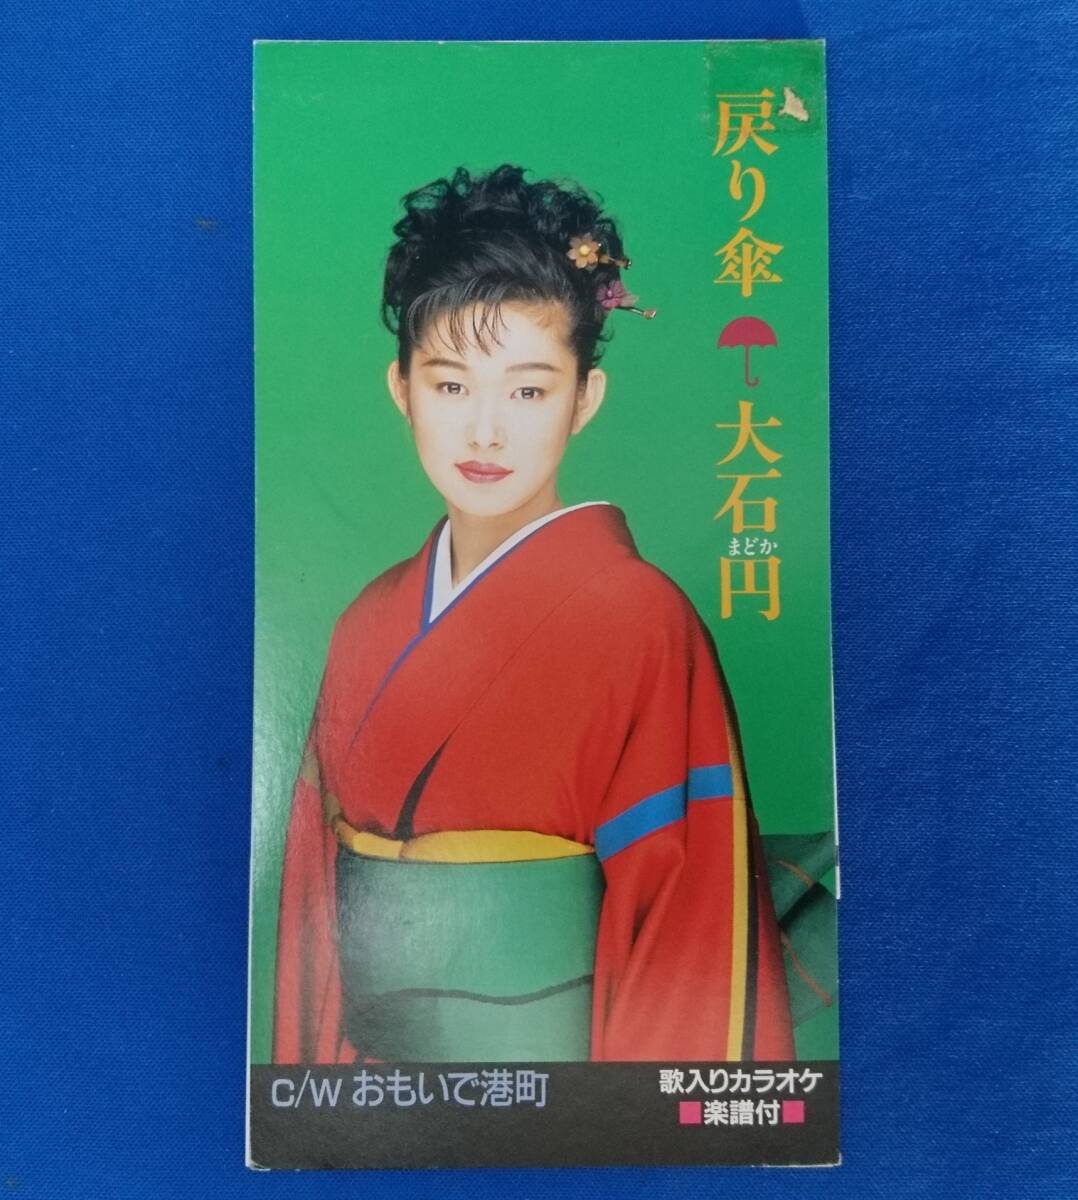 戻り傘
大石円
まどか
c/w おもいで港町
歌入りカラオケ
■楽譜付■